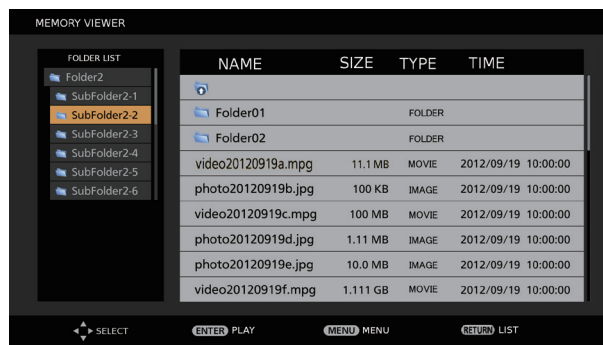 MEMORY VIEWER
FOLDER LIST
Folder2
SubFolder2-1
SubFolder2-2
SubFolder2-3
SubFolder2-4
SubFolder2-5
SubFolder2-6
NAME SIZE TYPE TIME
Folder01 FOLDER
Folder02 FOLDER
video20120919a.mpg 11.1 MB MOVIE 2012/09/19 10:00:00
photo20120919b.jpg 100 KB IMAGE 2012/09/19 10:00:00
video20120919c.mpg 100 MB MOVIE 2012/09/19 10:00:00
photo20120919d.jpg 1.11 MB IMAGE 2012/09/19 10:00:00
photo20120919e.jpg 10.0 MB IMAGE 2012/09/19 10:00:00
video20120919f.mpg 1.111 GB MOVIE 2012/09/19 10:00:00
SELECT ENTER PLAY MENU MENU RETURN LIST